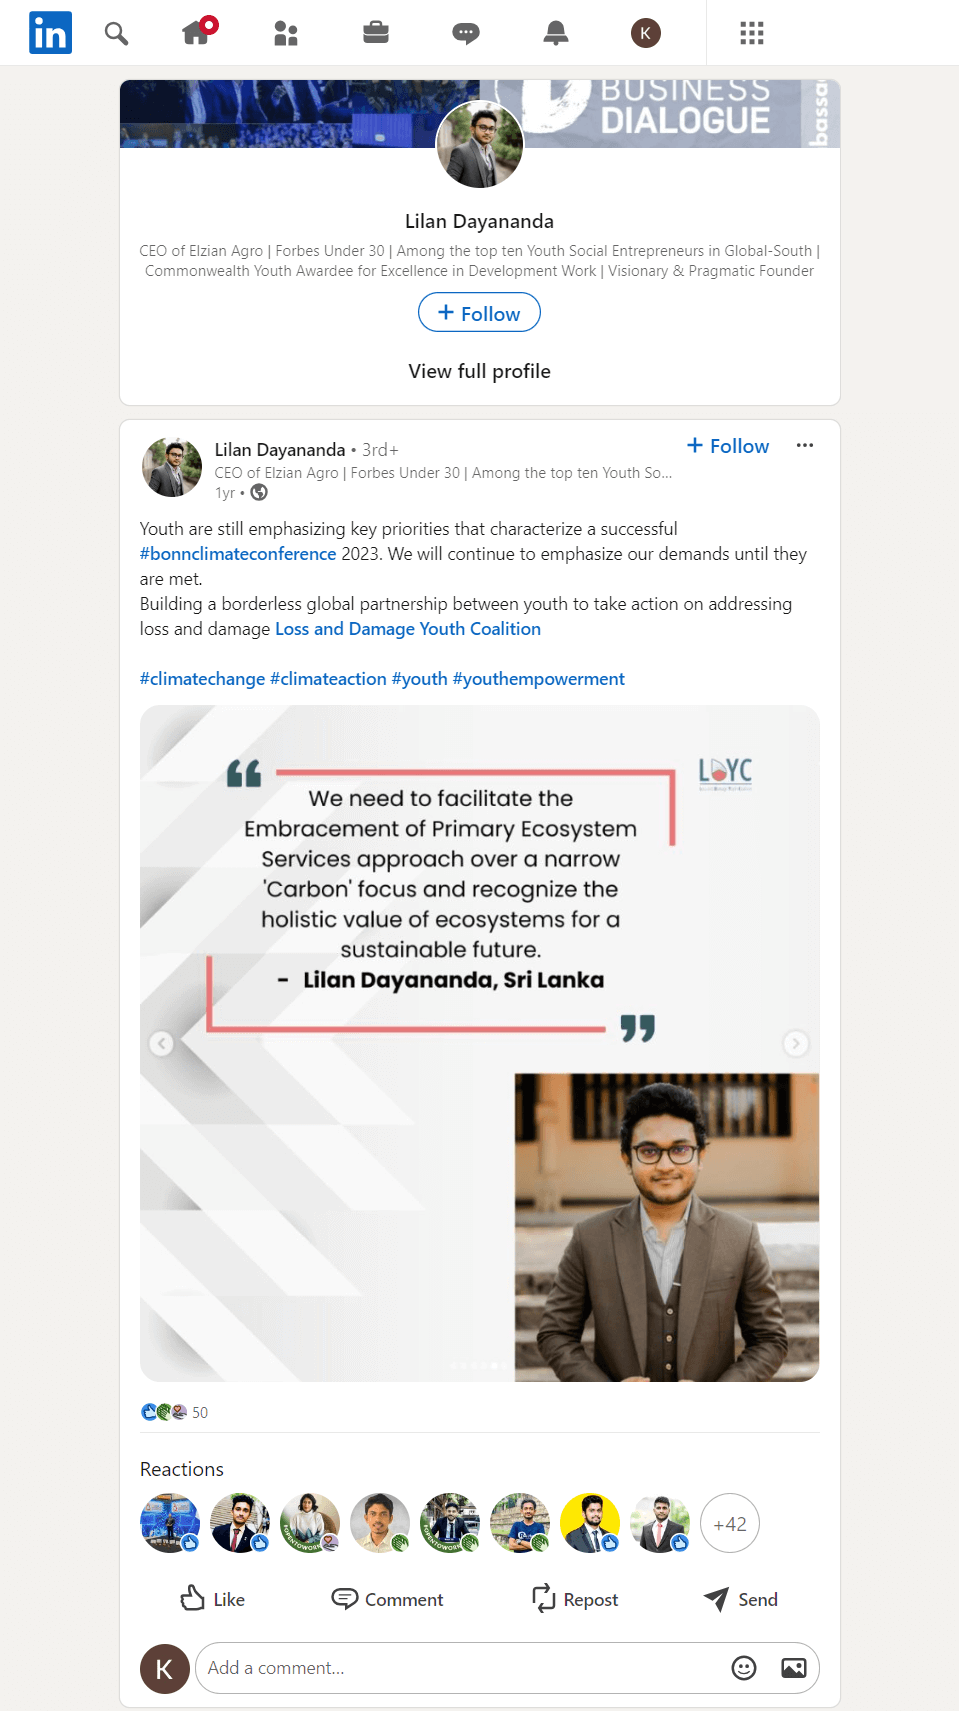 in
K
BUSINESS
DIALOGUE
bassa
Lilan Dayananda
CEO of Elzian Agro | Forbes Under 30 | Among the top ten Youth Social Entrepreneurs in Global-South |
Commonwealth Youth Awardee for Excellence in Development Work | Visionary & Pragmatic Founder
+ Follow
View full profile
Lilan Dayananda • 3rd+
+ Follow
CEO of Elzian Agro | Forbes Under 30 | Among the top ten Youth So...
1yr •
Youth are still emphasizing key priorities that characterize a successful
#bonnclimateconference 2023. We will continue to emphasize our demands until they
are met.
Building a borderless global partnership between youth to take action on addressing
loss and damage Loss and Damage Youth Coalition
#climatechange #climateaction #youth #youthempowerment
LDYC
We need to facilitate the
Embracement of Primary Ecosystem
Services approach over a narrow
'Carbon' focus and recognize the
holistic value of ecosystems for a
sustainable future.
- Lilan Dayananda, Sri Lanka
50
Reactions
#OPENTOWORK
#OPENTOWORK
+42
Like
Comment
Repost
Send
K
Add a comment...